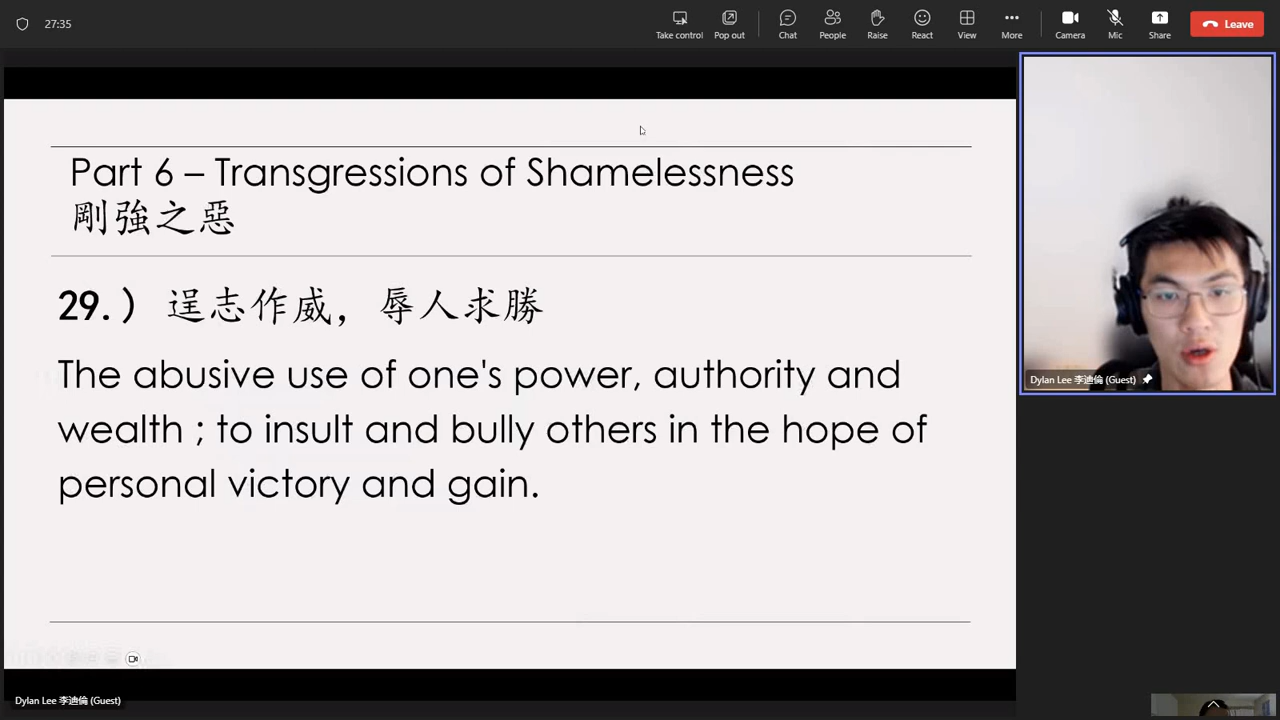 27:35
Take control
Pop out
Chat
People
Raise
React
View
More
Camera
Mic
Share
Leave
Part 6 – Transgressions of Shamelessness
剛強之惡
29.) 逞志作威，辱人求勝
The abusive use of one's power, authority and
wealth ; to insult and bully others in the hope of
personal victory and gain.
Dylan Lee 李迪倫 (Guest)
Dylan Lee 李迪倫 (Guest)